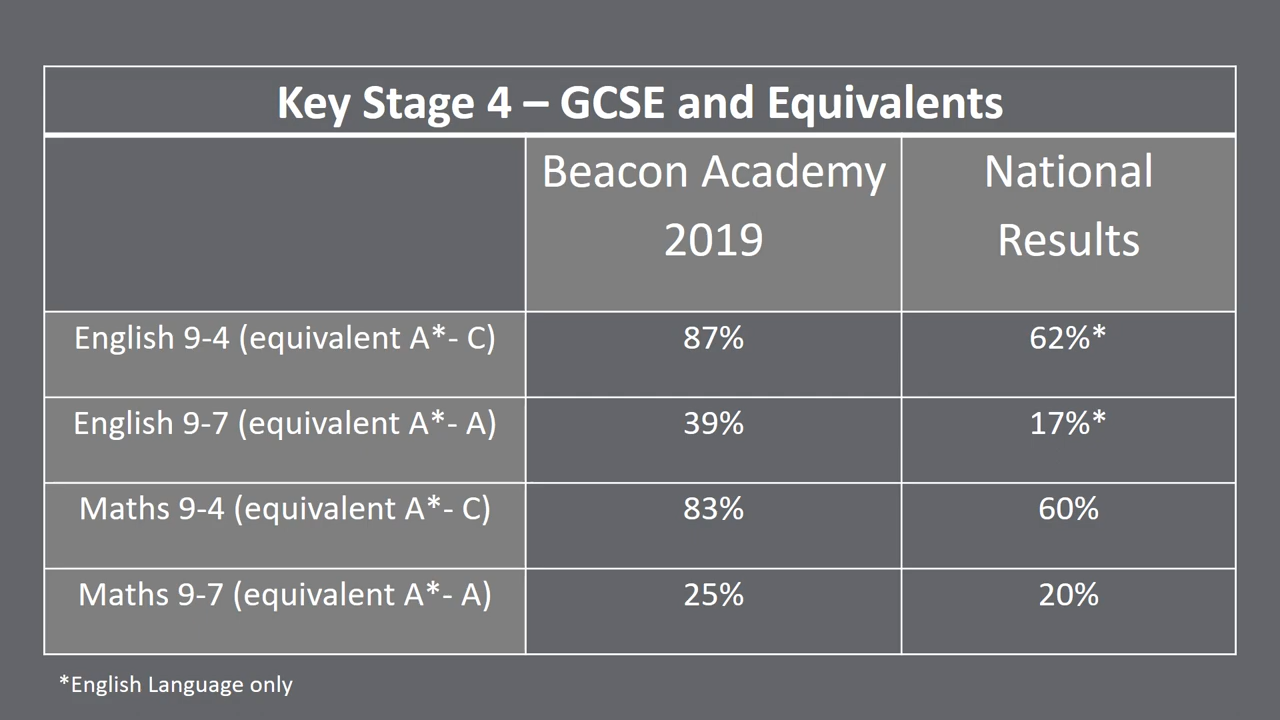 Key Stage 4 – GCSE and Equivalents
Beacon Academy
2019
National
Results
English 9-4 (equivalent A*- C)
87%
62%*
English 9-7 (equivalent A*- A)
39%
17%*
Maths 9-4 (equivalent A*- C)
83%
60%
Maths 9-7 (equivalent A*- A)
25%
20%
*English Language only